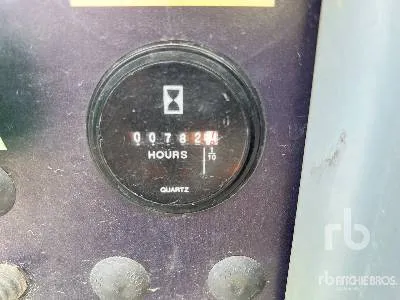 00782
HOURS
1
10
QUARTZ
rb
RITCHIE BROS.